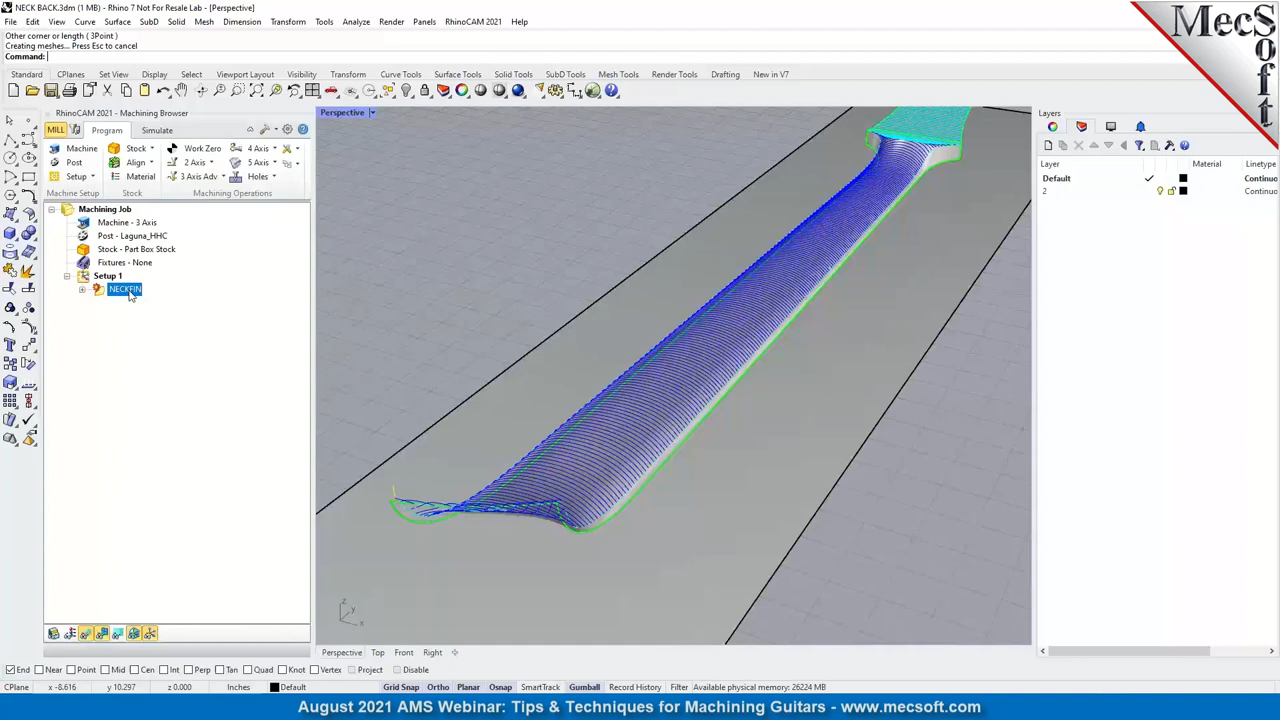 NECK BACK.3dm (1 MB) - Rhino 7 Not For Resale Lab - [Perspective]
File Edit View Curve Surface SubD Solid Mesh Dimension Transform Tools Analyze Render Panels RhinoCAM 2021 Help
Other corner or length ( 3Point )
Creating meshes... Press Esc to cancel
Command:
Standard CPlanes Set View Display Select Viewport Layout Visibility Transform Curve Tools Surface Tools Solid Tools SubD Tools Mesh Tools Render Tools Drafting New in V7
MecSoft
RhinoCAM 2021 - Machining Browser
MILL Program Simulate
Machine Stock Work Zero 4 Axis
Post Align 2 Axis 5 Axis
Setup Material 3 Axis Adv Holes
Machine Setup Stock Machining Operations
Machining Job
Machine - 3 Axis
Post - Laguna_HHC
Stock - Part Box Stock
Fixtures - None
Setup 1
NECKFIN
Perspective
z
y
x
Layers
Layer Material Linetype
Default Continuo
2 Continuo
Perspective Top Front Right
End Near Point Mid Cen Int Perp Tan Quad Knot Vertex Project Disable
CPlane x -8.616 y 10.297 z 0.000 Inches Default Grid Snap Ortho Planar Osnap SmartTrack Gumball Record History Filter Available physical memory: 26224 MB
August 2021 AMS Webinar: Tips & Techniques for Machining Guitars - www.mecsoft.com